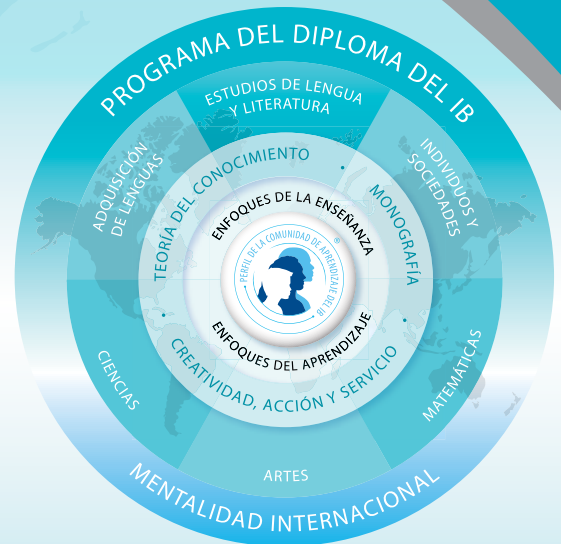 PROGRAMA DEL DIPLOMA DEL IB
ESTUDIOS DE LENGUA
Y LITERATURA
ADQUISICIÓN
DE LENGUAS
INDIVIDUOS Y
SOCIEDADES
TEORÍA DEL CONOCIMIENTO
MONOGRAFÍA
ENFOQUES DE LA ENSEÑANZA
PERFIL DE LA COMUNIDAD DE APRENDIZAJE DEL IB
®
ENFOQUES DEL APRENDIZAJE
CREATIVIDAD, ACCIÓN Y SERVICIO
CIENCIAS
MATEMÁTICAS
ARTES
MENTALIDAD INTERNACIONAL